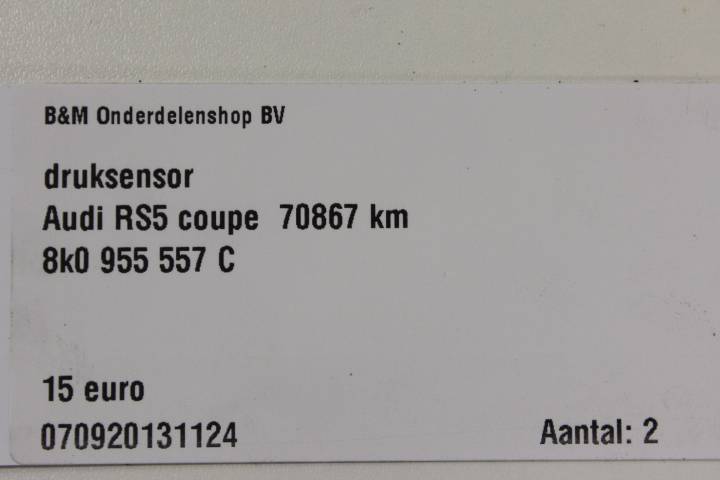 B&M Onderdelenshop BV
druksensor
Audi RS5 coupe 70867 km
8k0 955 557 C
15 euro
070920131124 Aantal: 2